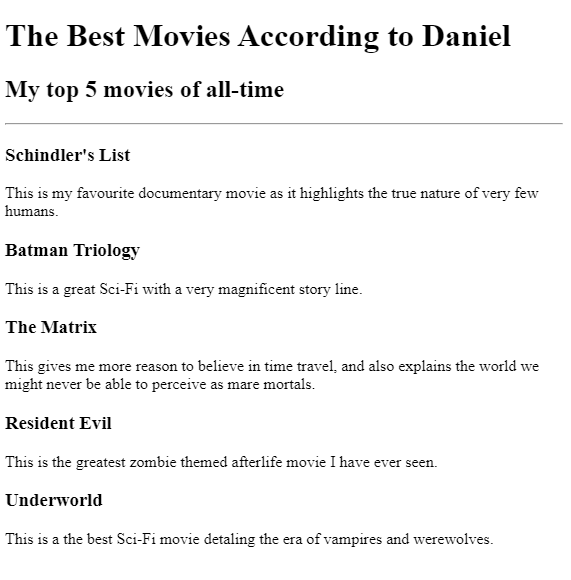 The Best Movies According to Daniel
My top 5 movies of all-time
Schindler's List
This is my favourite documentary movie as it highlights the true nature of very few
humans.
Batman Triology
This is a great Sci-Fi with a very magnificent story line.
The Matrix
This gives me more reason to believe in time travel, and also explains the world we
might never be able to perceive as mare mortals.
Resident Evil
This is the greatest zombie themed afterlife movie I have ever seen.
Underworld
This is a the best Sci-Fi movie detaling the era of vampires and werewolves.